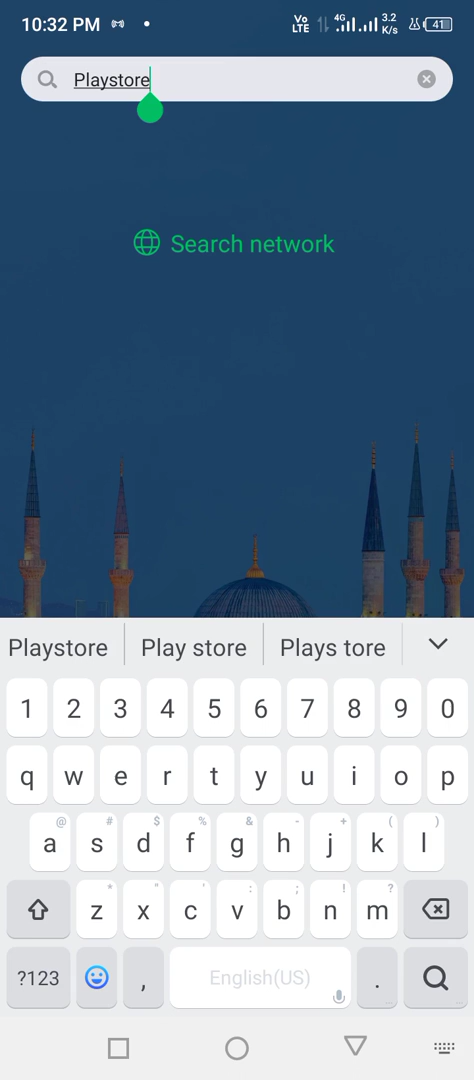 10:32 PM Vo LTE 4G 3.2 K/s 41
Playstore
Search network
Playstore Play store Plays tore
1 2 3 4 5 6 7 8 9 0
q w e r t y u i o p
@ # $ % & - + ( )
a s d f g h j k l
* " ' : ; ! ?
z x c v b n m
?123 , English(US) .